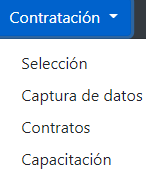 Contratación
Selección
Captura de datos
Contratos
Capacitación